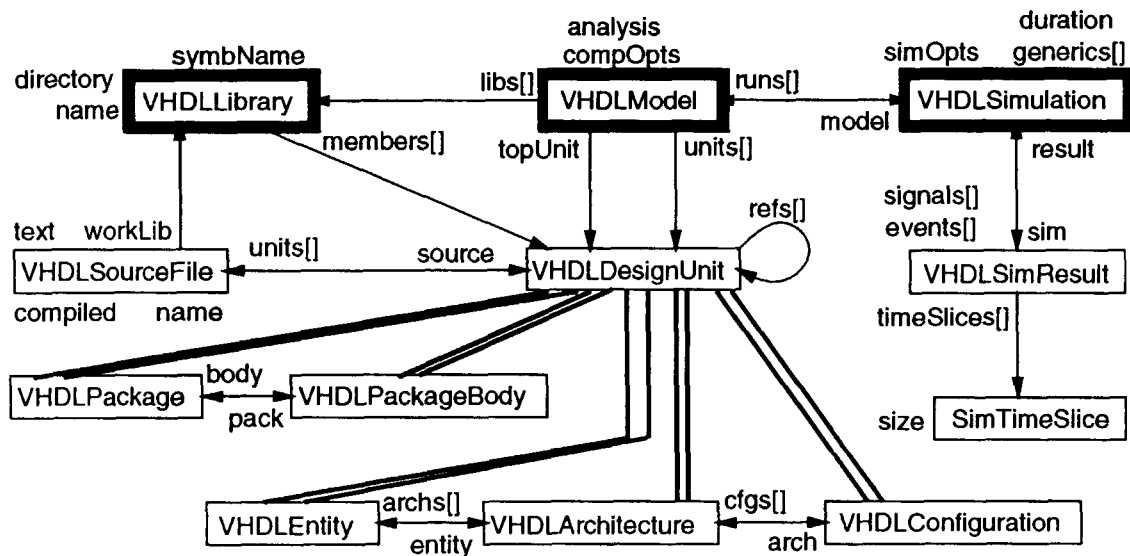 symbName
analysis
compOpts
duration
simOpts generics[]
directory
name
VHDLLibrary
libs[]
VHDLModel
runs[]
model
VHDLSimulation
members[]
topUnit
units[]
result
text workLib
units[]
source
refs[]
signals[]
events[]
sim
VHDLSourceFile
VHDLDesignUnit
VHDLSimResult
compiled name
timeSlices[]
VHDLPackage
body
pack
VHDLPackageBody
size
SimTimeSlice
VHDLEntity
archs[]
entity
VHDLArchitecture
cfgs[]
arch
VHDLConfiguration